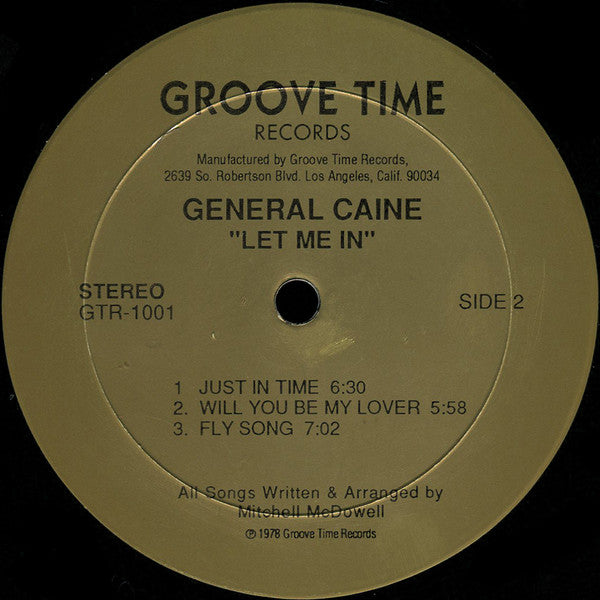 GROOVE TIME
RECORDS
Manufactured by Groove Time Records,
2639 So. Robertson Blvd. Los Angeles, Calif. 90034
GENERAL CAINE
"LET ME IN"
STEREO
GTR-1001
SIDE 2
1 JUST IN TIME 6:30
2. WILL YOU BE MY LOVER 5:58
3. FLY SONG 7:02
All Songs Written & Arranged by
Mitchell McDowell
℗ 1978 Groove Time Records